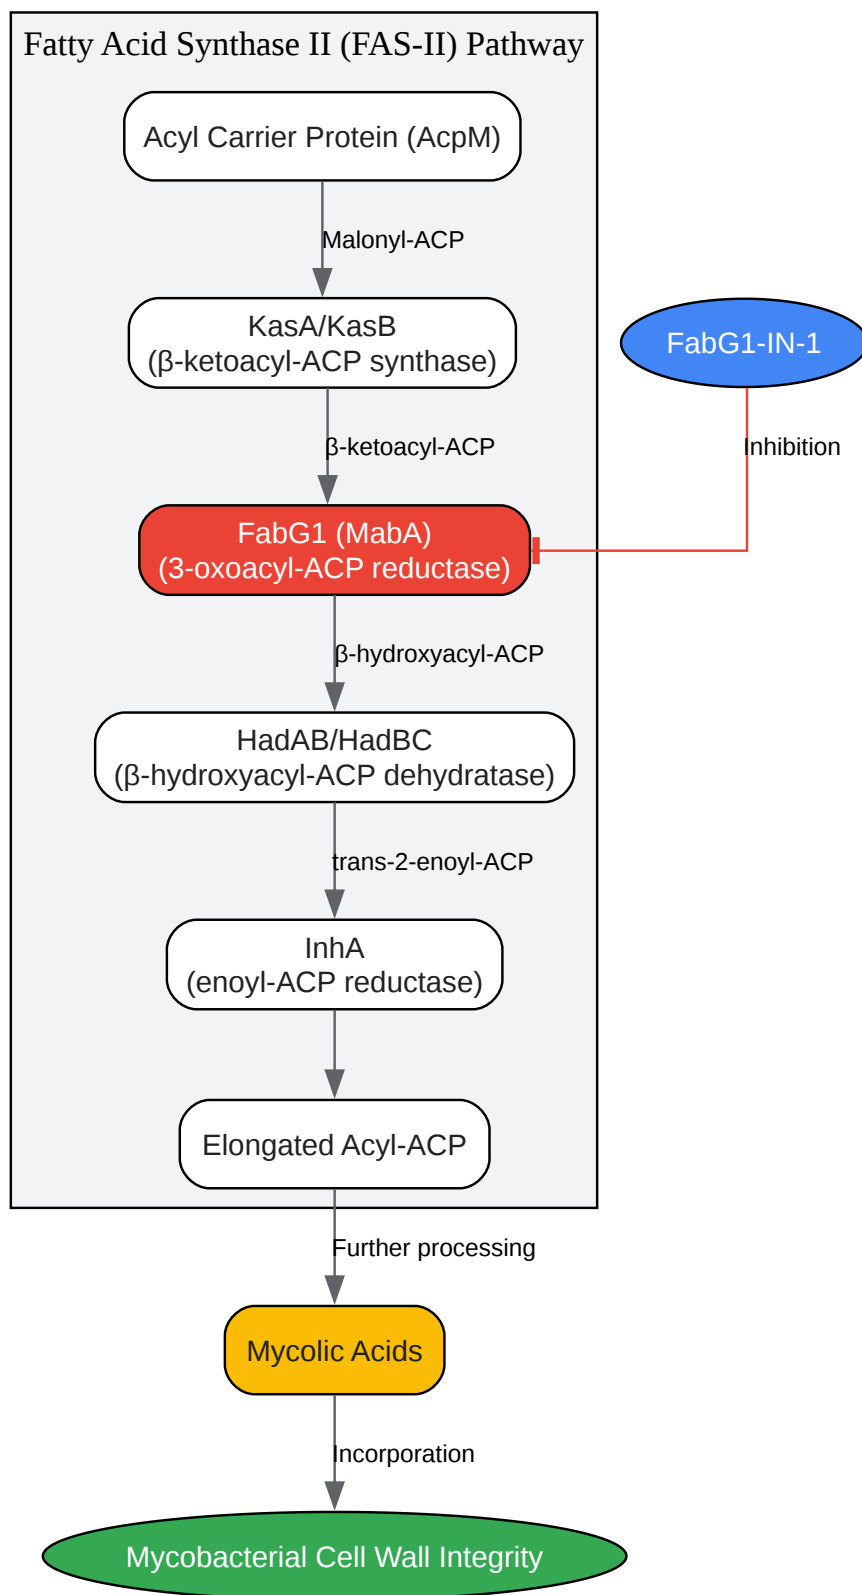 Fatty Acid Synthase II (FAS-II) Pathway
Acyl Carrier Protein (AcpM)
Malonyl-ACP
KasA/KasB
(β-ketoacyl-ACP synthase)
FabG1-IN-1
β-ketoacyl-ACP
Inhibition
FabG1 (MabA)
(3-oxoacyl-ACP reductase)
β-hydroxyacyl-ACP
HadAB/HadBC
(β-hydroxyacyl-ACP dehydratase)
trans-2-enoyl-ACP
InhA
(enoyl-ACP reductase)
Elongated Acyl-ACP
Further processing
Mycolic Acids
Incorporation
Mycobacterial Cell Wall Integrity